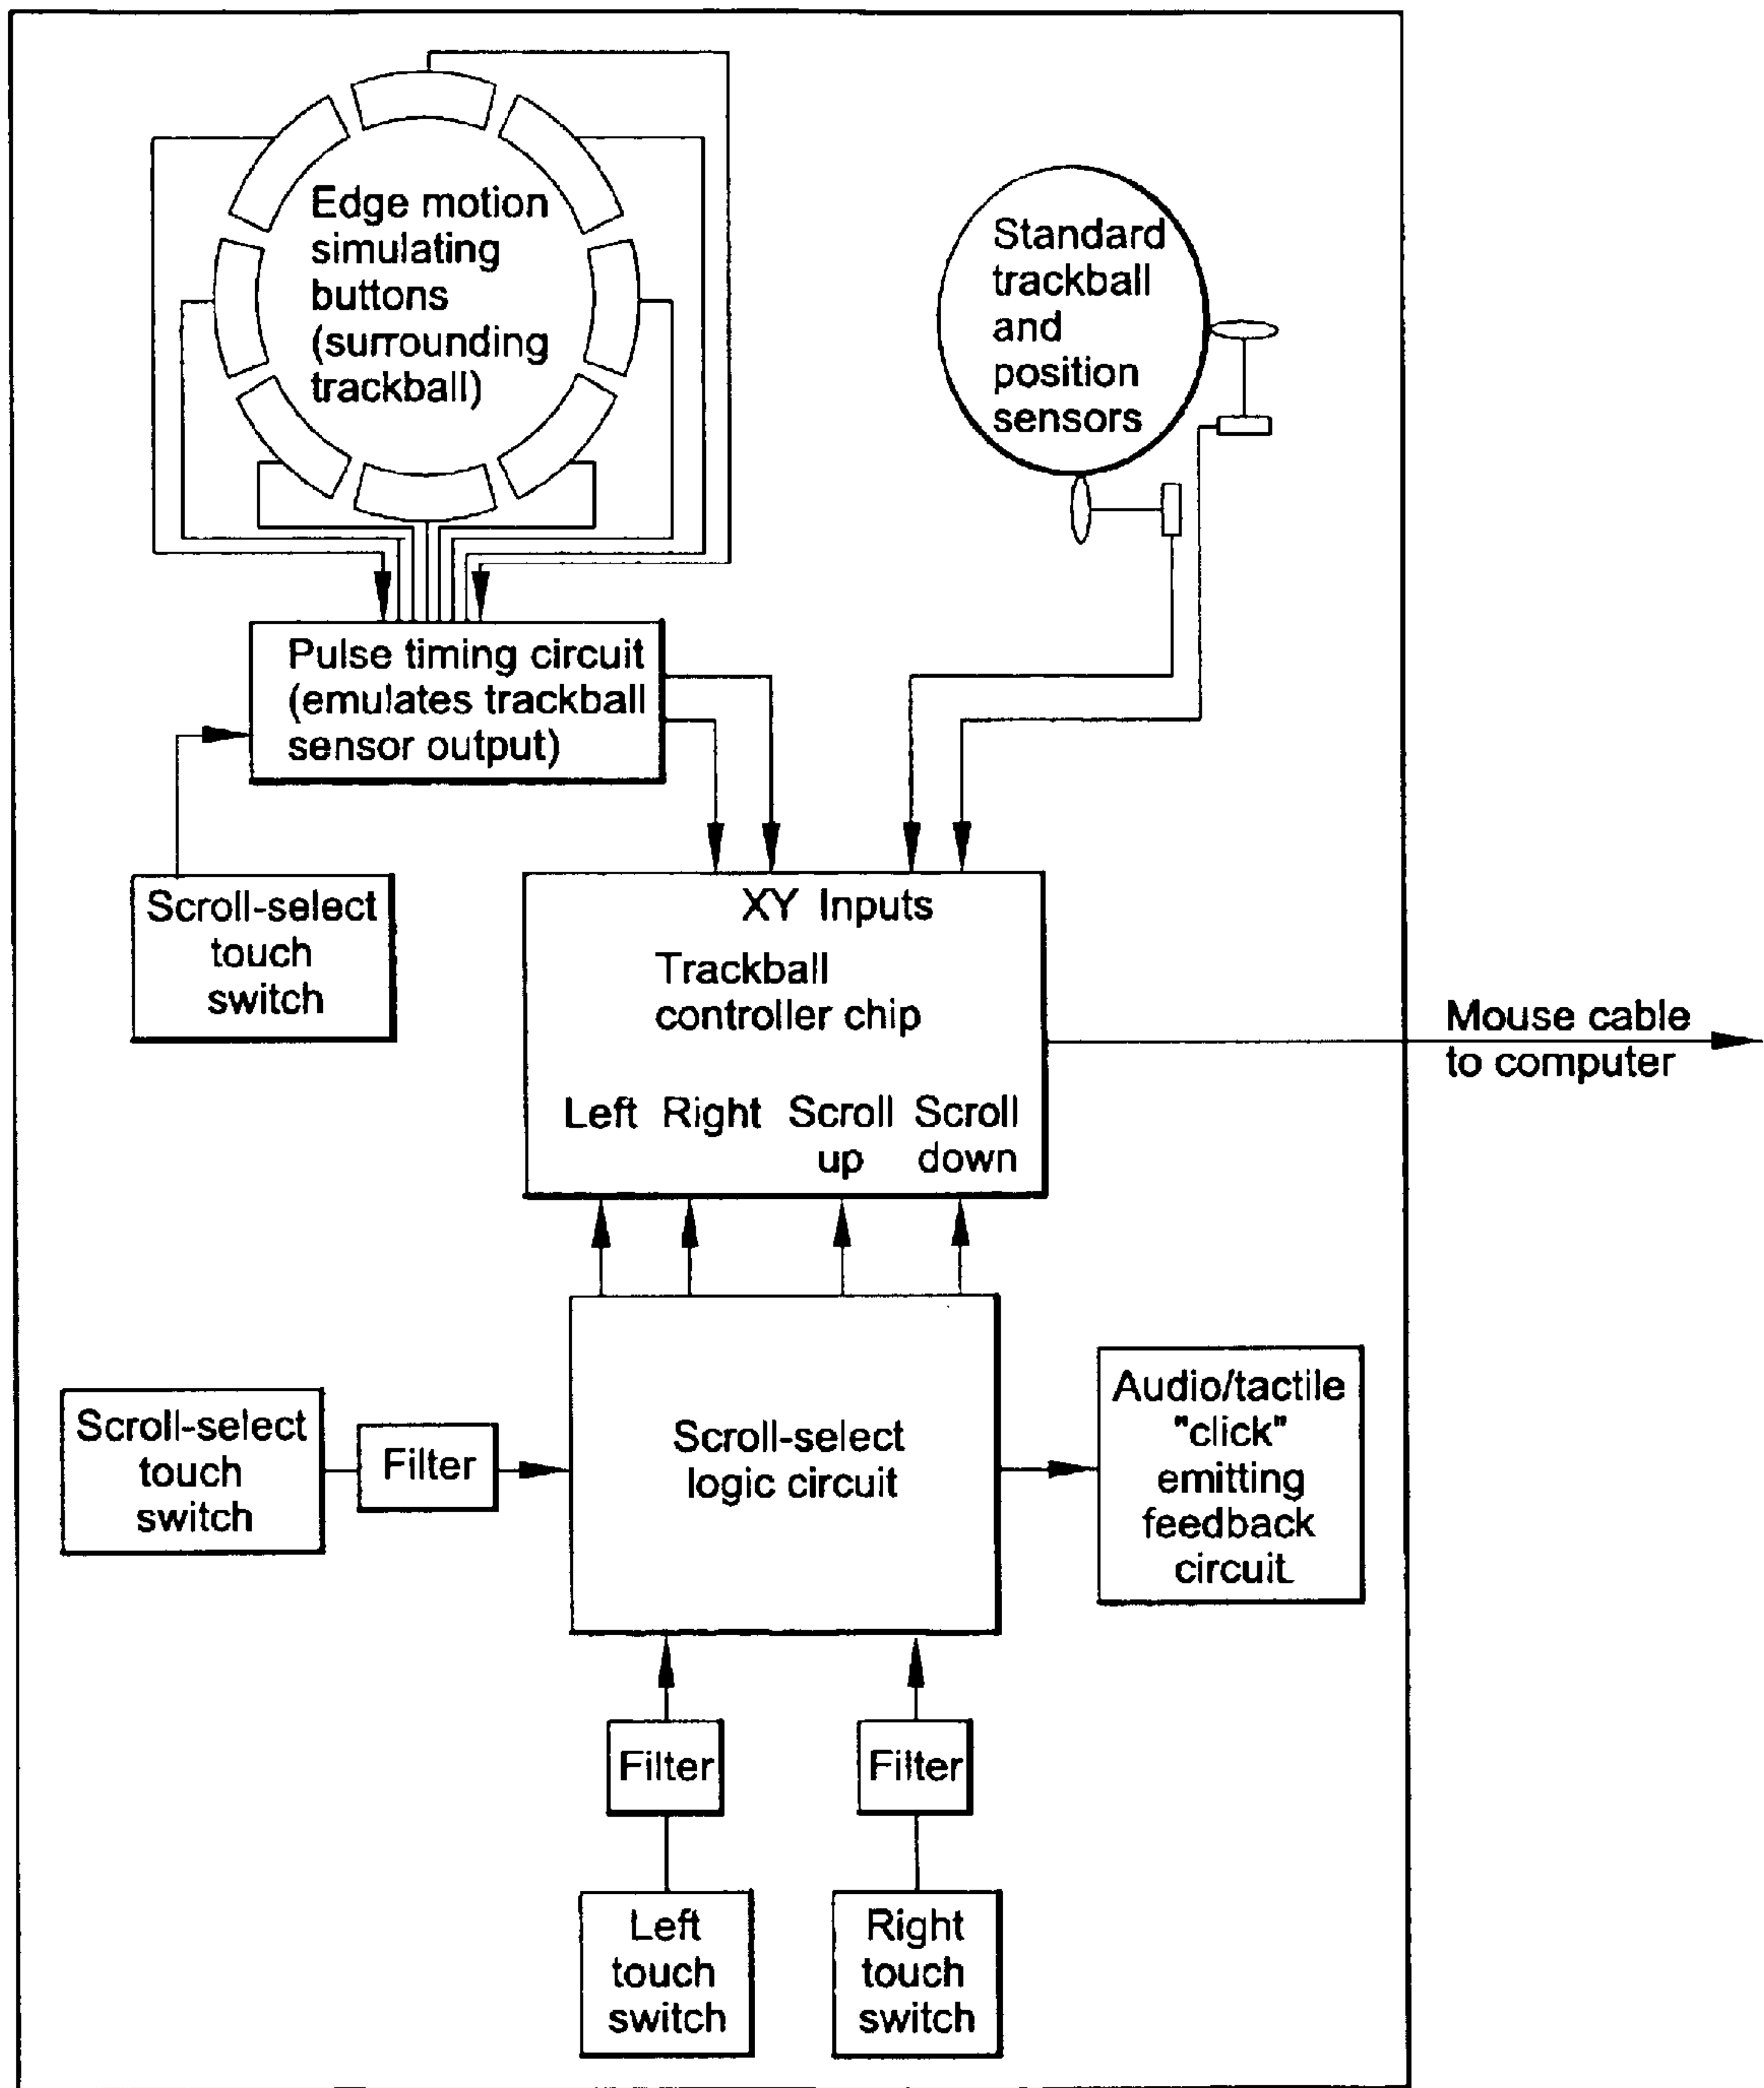 Edge motion
simulating
buttons
(surrounding
trackball)
Standard
trackball
and
position
sensors
Pulse timing circuit
(emulates trackball
sensor output)
Scroll-select
touch
switch
XY Inputs
Trackball
controller chip
Left Right Scroll up Scroll down
Mouse cable
to computer
Scroll-select
touch
switch
Filter
Scroll-select
logic circuit
Audio/tactile
"click"
emitting
feedback
circuit
Filter
Filter
Left
touch
switch
Right
touch
switch